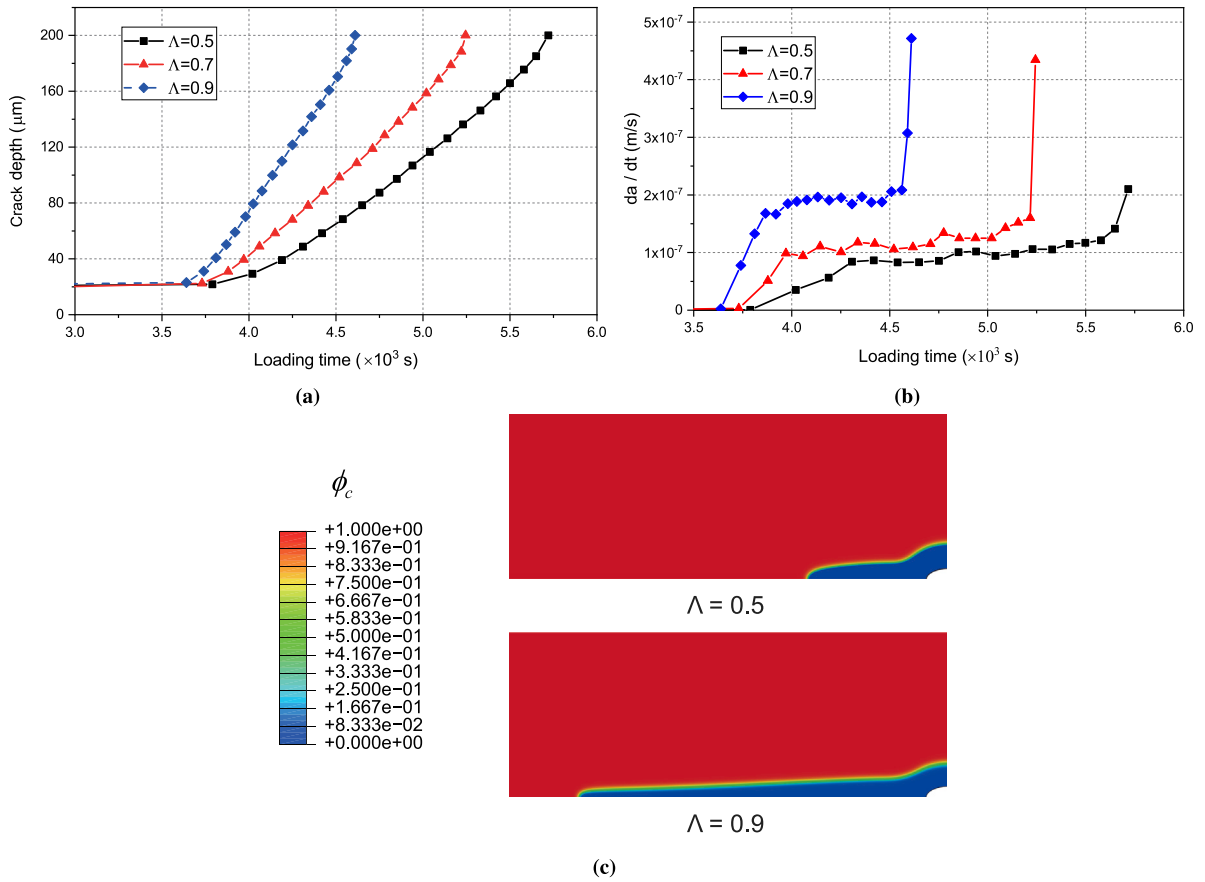 200
160
120
80
40
0
Crack depth (μm)
Λ=0.5
Λ=0.7
Λ=0.9
3.0 3.5 4.0 4.5 5.0 5.5 6.0
Loading time (×10³ s)
(a)
5x10⁻⁷
4x10⁻⁷
3x10⁻⁷
2x10⁻⁷
1x10⁻⁷
0
da / dt (m/s)
Λ=0.5
Λ=0.7
Λ=0.9
3.5 4.0 4.5 5.0 5.5 6.0
Loading time (×10³ s)
(b)
ϕc
+1.000e+00
+9.167e−01
+8.333e−01
+7.500e−01
+6.667e−01
+5.833e−01
+5.000e−01
+4.167e−01
+3.333e−01
+2.500e−01
+1.667e−01
+8.333e−02
+0.000e+00
Λ = 0.5
Λ = 0.9
(c)